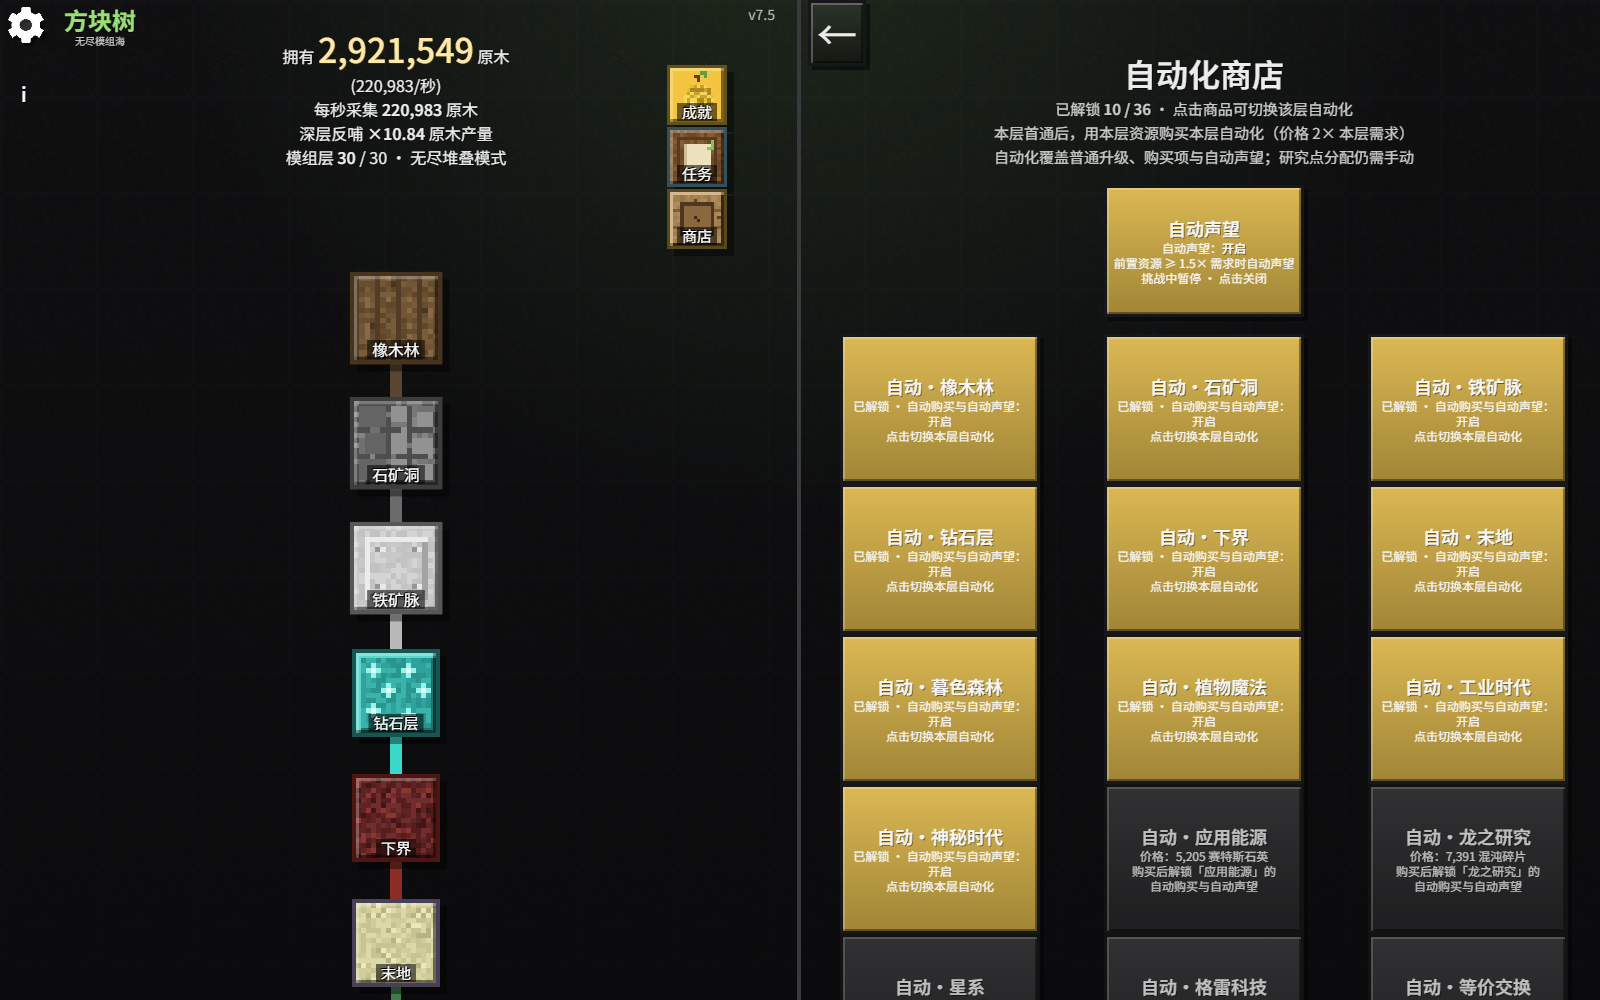 方块树
无尽模组海
v7.5
i
拥有 2,921,549 原木
(220,983/秒)
每秒采集 220,983 原木
深层反哺 ×10.84 原木产量
模组层 30 / 30 · 无尽堆叠模式
成就
任务
商店
橡木林
石矿洞
铁矿脉
钻石层
下界
末地
←
自动化商店
已解锁 10 / 36 · 点击商品可切换该层自动化
本层首通后，用本层资源购买本层自动化（价格 2× 本层需求）
自动化覆盖普通升级、购买项与自动声望；研究点分配仍需手动
自动声望
自动声望：开启
前置资源 ≥ 1.5× 需求时自动声望
挑战中暂停 · 点击关闭
自动·橡木林
已解锁 · 自动购买与自动声望：
开启
点击切换本层自动化
自动·石矿洞
已解锁 · 自动购买与自动声望：
开启
点击切换本层自动化
自动·铁矿脉
已解锁 · 自动购买与自动声望：
开启
点击切换本层自动化
自动·钻石层
已解锁 · 自动购买与自动声望：
开启
点击切换本层自动化
自动·下界
已解锁 · 自动购买与自动声望：
开启
点击切换本层自动化
自动·末地
已解锁 · 自动购买与自动声望：
开启
点击切换本层自动化
自动·暮色森林
已解锁 · 自动购买与自动声望：
开启
点击切换本层自动化
自动·植物魔法
已解锁 · 自动购买与自动声望：
开启
点击切换本层自动化
自动·工业时代
已解锁 · 自动购买与自动声望：
开启
点击切换本层自动化
自动·神秘时代
已解锁 · 自动购买与自动声望：
开启
点击切换本层自动化
自动·应用能源
价格：5,205 赛特斯石英
购买后解锁「应用能源」的
自动购买与自动声望
自动·龙之研究
价格：7,391 混沌碎片
购买后解锁「龙之研究」的
自动购买与自动声望
自动·星系
自动·格雷科技
自动·等价交换